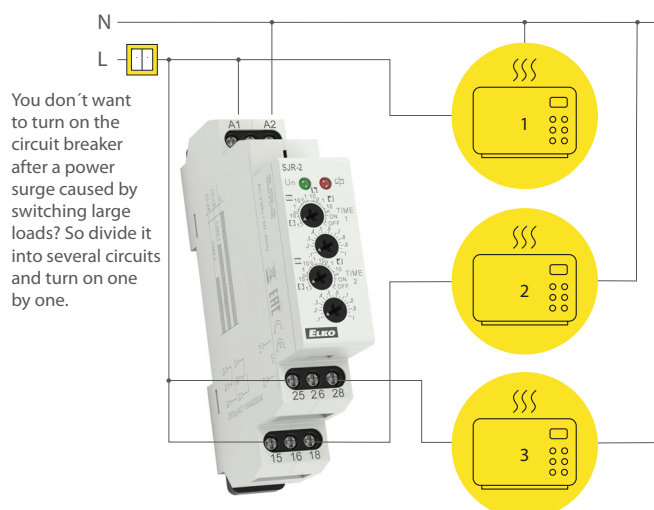 N
L
You don´t want
to turn on the
circuit breaker
after a power
surge caused by
switching large
loads? So divide it
into several circuits
and turn on one
by one.
A1 A2
SJR-2
Un
TIME
1
ON
OFF
TIME
2
ON
OFF
ELKO
25 26 28
15 16 18
1
2
3